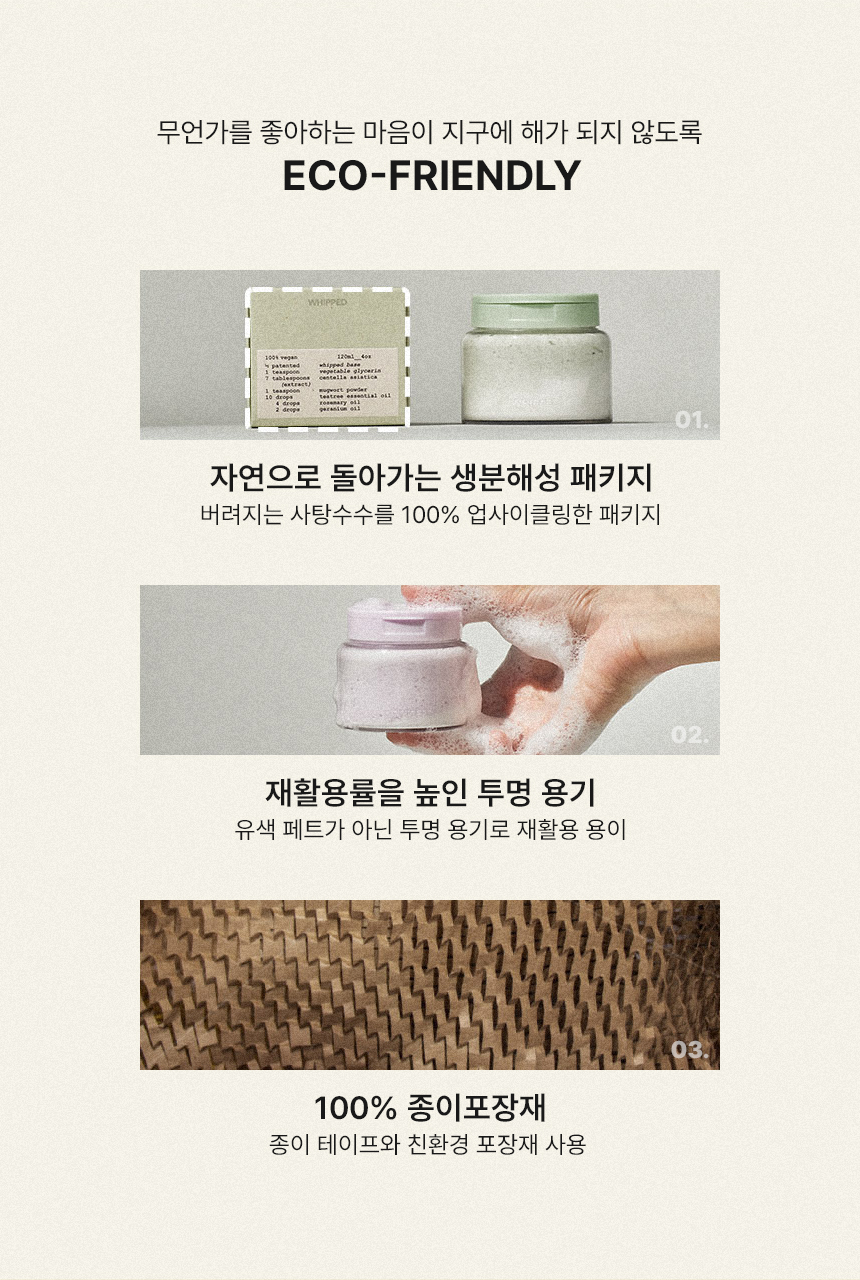 무언가를 좋아하는 마음이 지구에 해가 되지 않도록
ECO-FRIENDLY
WHIPPED
100% vegan 120ml__4oz
½ patented whipped base
1 teaspoon vegetable glycerin
7 tablespoons centella asiatica
(extract)
1 teaspoon mugwort powder
10 drops teatree essential oil
4 drops rosemary oil
2 drops geranium oil
01.
자연으로 돌아가는 생분해성 패키지
버려지는 사탕수수를 100% 업사이클링한 패키지
02.
재활용률을 높인 투명 용기
유색 페트가 아닌 투명 용기로 재활용 용이
03.
100% 종이포장재
종이 테이프와 친환경 포장재 사용